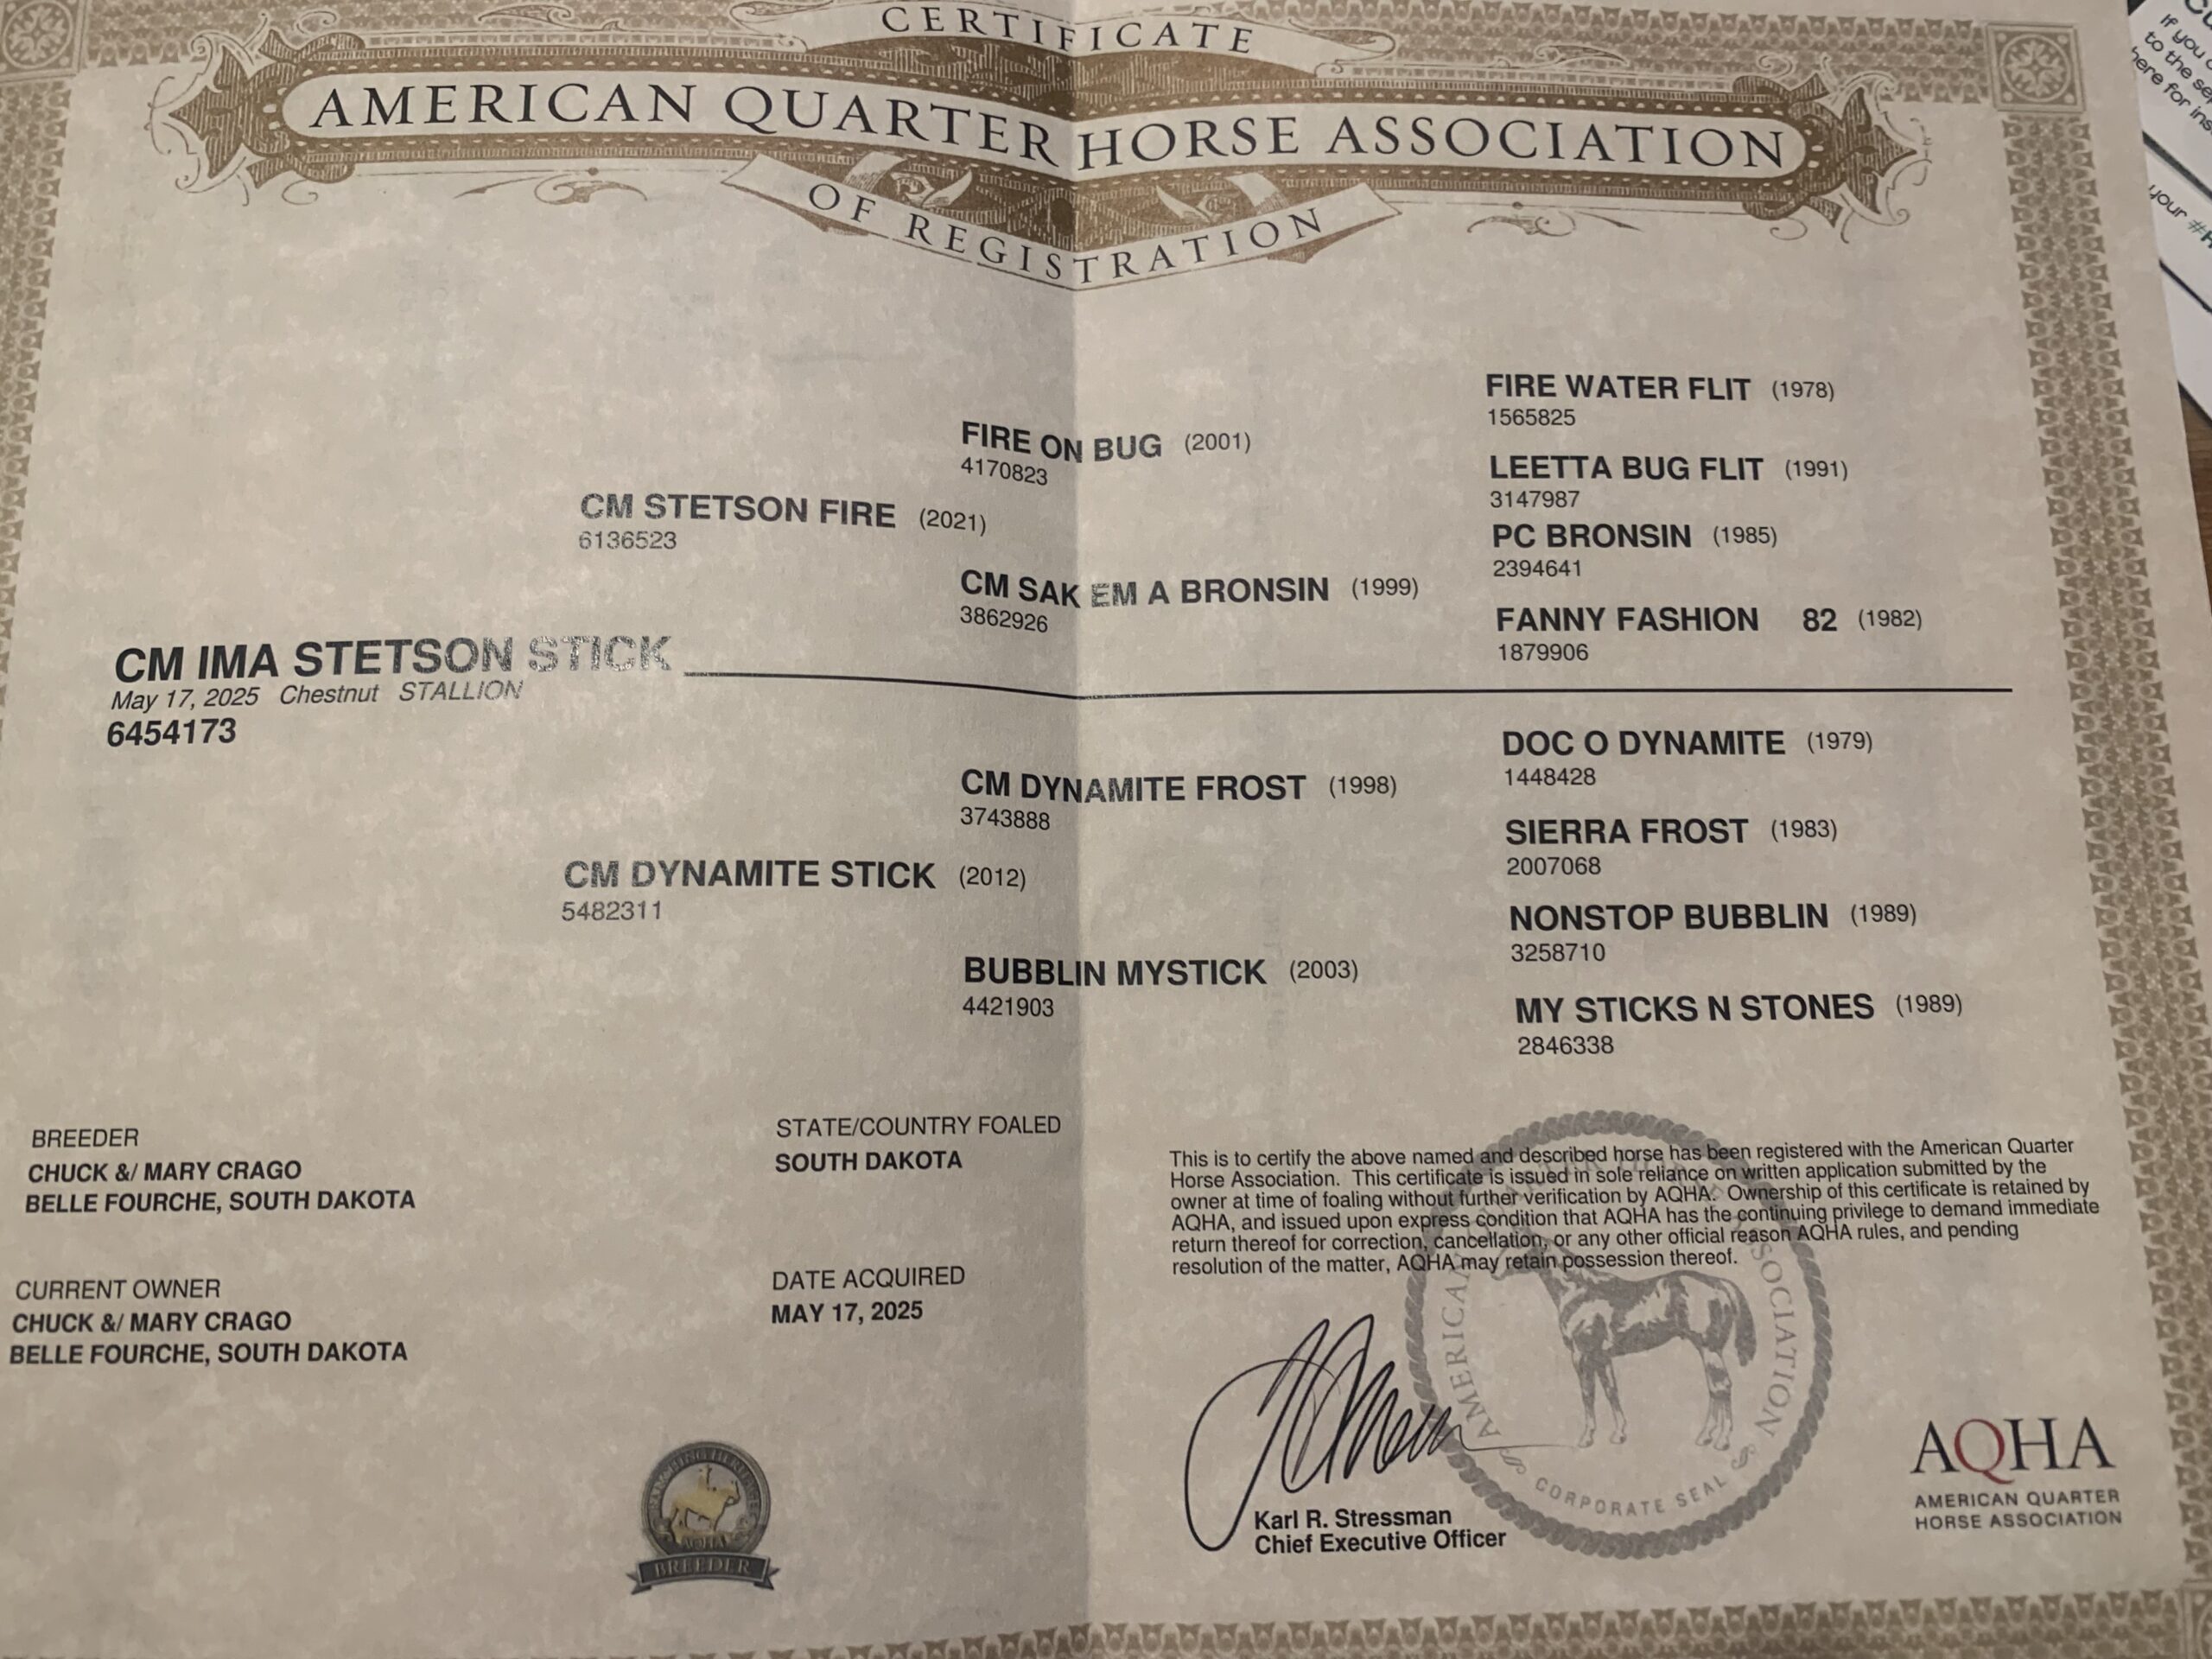 CERTIFICATE
AMERICAN QUARTER HORSE ASSOCIATION
OF REGISTRATION
FIRE WATER FLIT (1978)
1565825
FIRE ON BUG (2001)
4170823
LEETTA BUG FLIT (1991)
3147987
CM STETSON FIRE (2021)
6136523
PC BRONSIN (1985)
2394641
CM SAK EM A BRONSIN (1999)
3862926
FANNY FASHION 82 (1982)
1879906
CM IMA STETSON STICK
May 17, 2025 Chestnut STALLION
6454173
DOC O DYNAMITE (1979)
1448428
CM DYNAMITE FROST (1998)
3743888
SIERRA FROST (1983)
2007068
CM DYNAMITE STICK (2012)
5482311
NONSTOP BUBBLIN (1989)
3258710
BUBBLIN MYSTICK (2003)
4421903
MY STICKS N STONES (1989)
2846338
BREEDER
CHUCK &/ MARY CRAGO
BELLE FOURCHE, SOUTH DAKOTA
STATE/COUNTRY FOALED
SOUTH DAKOTA
CURRENT OWNER
CHUCK &/ MARY CRAGO
BELLE FOURCHE, SOUTH DAKOTA
DATE ACQUIRED
MAY 17, 2025
This is to certify the above named and described horse has been registered with the American Quarter
Horse Association. This certificate is issued in sole reliance on written application submitted by the
owner at time of foaling without further verification by AQHA. Ownership of this certificate is retained by
AQHA, and issued upon express condition that AQHA has the continuing privilege to demand immediate
return thereof for correction, cancellation, or any other official reason AQHA rules, and pending
resolution of the matter, AQHA may retain possession thereof.
Karl R. Stressman
Chief Executive Officer
AMERICAN
ASSOCIATION
CORPORATE SEAL
AQHA
BREEDER
AQHA
AMERICAN QUARTER
HORSE ASSOCIATION
If you
to the
here for
your